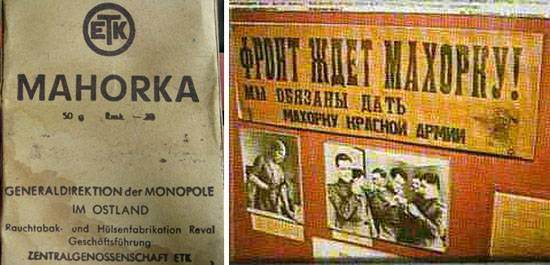 ETK
MAHORKA
50 g Rmk
GENERALDIREKTION der MONOPOLE
IM OSTLAND
Rauchtabak- und Hülsenfabrikation Reval
Geschäftsführung
ZENTRALGENOSSENSCHAFT ETK
ФРОНТ ЖДЕТ МАХОРКУ!
МЫ ОБЯЗАНЫ ДАТЬ
МАХОРКУ КРАСНОЙ АРМИИ